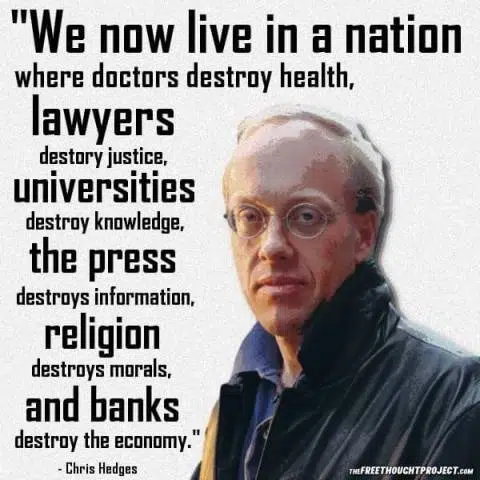 "We now live in a nation
where doctors destroy health,
lawyers
destory justice,
universities
destroy knowledge,
the press
destroys information,
religion
destroys morals,
and banks
destroy the economy."
- Chris Hedges
THEFREETHOUGHTPROJECT.COM